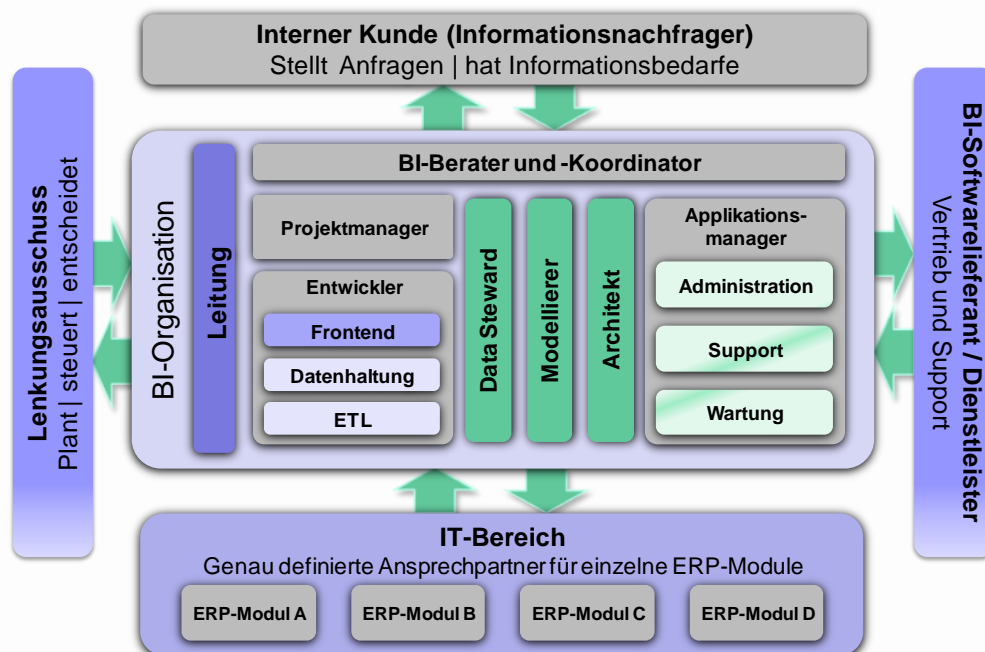 Interner Kunde (Informationsnachfrager)
Stellt Anfragen | hat Informationsbedarfe
Lenkungsausschuss
Plant | steuert | entscheidet
BI-Organisation
Leitung
BI-Berater und -Koordinator
Projektmanager
Entwickler
Frontend
Datenhaltung
ETL
Data Steward
Modellierer
Architekt
Applikations-
manager
Administration
Support
Wartung
BI-Softwarelieferant / Dienstleister
Vertrieb und Support
IT-Bereich
Genau definierte Ansprechpartner für einzelne ERP-Module
ERP-Modul A
ERP-Modul B
ERP-Modul C
ERP-Modul D